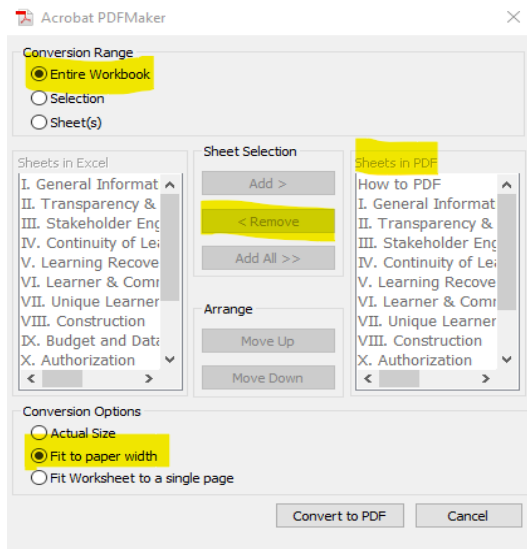 Acrobat PDFMaker
Conversion Range
Entire Workbook
Selection
Sheet(s)
Sheets in Excel
I. General Informat
II. Transparency &
III. Stakeholder Eng
IV. Continuity of Lea
V. Learning Recove
VI. Learner & Comm
VII. Unique Learner
VIII. Construction
IX. Budget and Data
X. Authorization
Sheet Selection
Add >
< Remove
Add All >>
Arrange
Move Up
Move Down
Sheets in PDF
How to PDF
I. General Informat
II. Transparency &
III. Stakeholder Eng
IV. Continuity of Lea
V. Learning Recove
VI. Learner & Comm
VII. Unique Learner
VIII. Construction
X. Authorization
Conversion Options
Actual Size
Fit to paper width
Fit Worksheet to a single page
Convert to PDF
Cancel